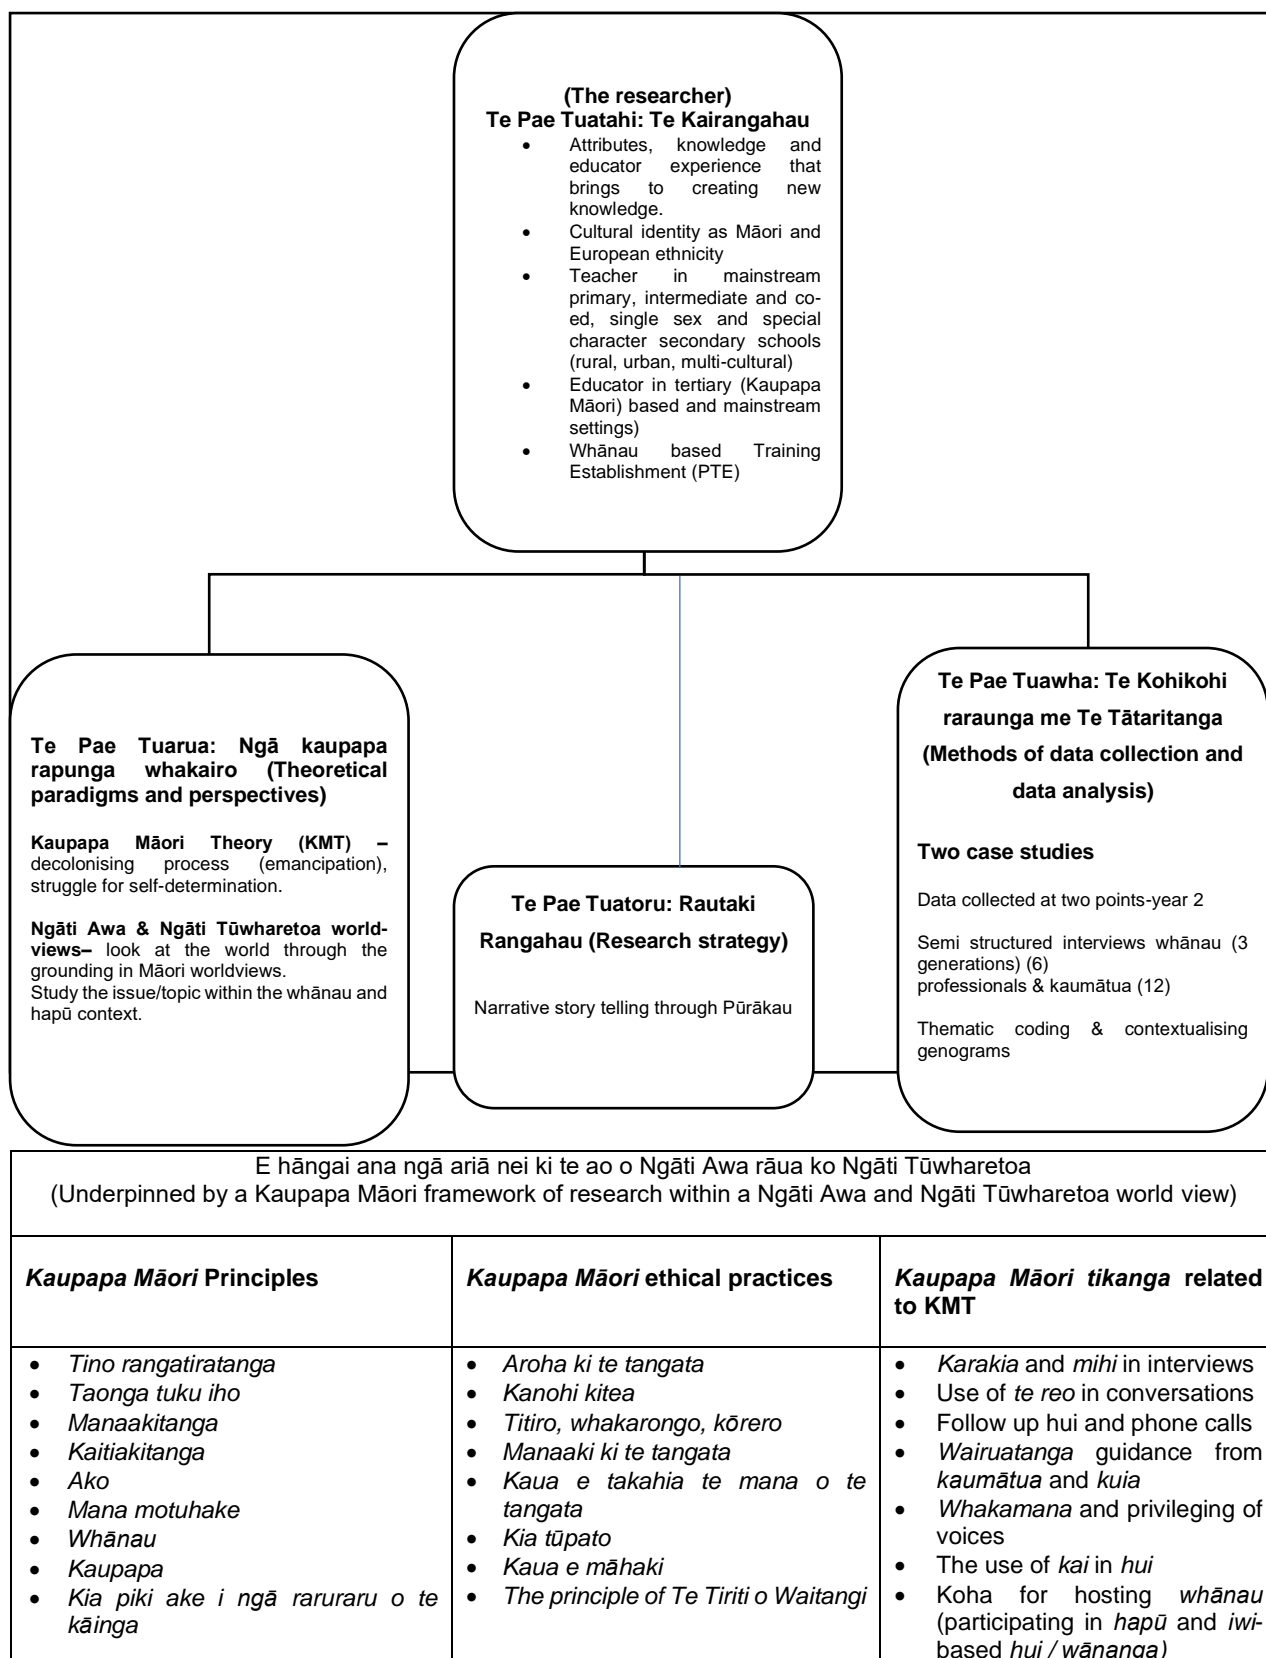 (The researcher)
Te Pae Tuatahi: Te Kairangahau
• Attributes, knowledge and
educator experience that
brings to creating new
knowledge.
• Cultural identity as Māori and
European ethnicity
• Teacher in mainstream
primary, intermediate and co-
ed, single sex and special
character secondary schools
(rural, urban, multi-cultural)
• Educator in tertiary (Kaupapa
Māori) based and mainstream
settings)
• Whānau based Training
Establishment (PTE)
Te Pae Tuarua: Ngā kaupapa
rapunga whakairo (Theoretical
paradigms and perspectives)
Kaupapa Māori Theory (KMT) –
decolonising process (emancipation),
struggle for self-determination.
Ngāti Awa & Ngāti Tūwharetoa world-
views– look at the world through the
grounding in Māori worldviews.
Study the issue/topic within the whānau and
hapū context.
Te Pae Tuatoru: Rautaki
Rangahau (Research strategy)
Narrative story telling through Pūrākau
Te Pae Tuawha: Te Kohikohi
raraunga me Te Tātaritanga
(Methods of data collection and
data analysis)
Two case studies
Data collected at two points-year 2
Semi structured interviews whānau (3
generations) (6)
professionals & kaumātua (12)
Thematic coding & contextualising
genograms
E hāngai ana ngā ariā nei ki te ao o Ngāti Awa rāua ko Ngāti Tūwharetoa
(Underpinned by a Kaupapa Māori framework of research within a Ngāti Awa and Ngāti Tūwharetoa world view)
Kaupapa Māori Principles
• Tino rangatiratanga
• Taonga tuku iho
• Manaakitanga
• Kaitiakitanga
• Ako
• Mana motuhake
• Whānau
• Kaupapa
• Kia piki ake i ngā raruraru o te
kāinga
Kaupapa Māori ethical practices
• Aroha ki te tangata
• Kanohi kitea
• Titiro, whakarongo, kōrero
• Manaaki ki te tangata
• Kaua e takahia te mana o te
tangata
• Kia tūpato
• Kaua e māhaki
• The principle of Te Tiriti o Waitangi
Kaupapa Māori tikanga related
to KMT
• Karakia and mihi in interviews
• Use of te reo in conversations
• Follow up hui and phone calls
• Wairuatanga guidance from
kaumātua and kuia
• Whakamana and privileging of
voices
• The use of kai in hui
• Koha for hosting whānau
(participating in hapū and iwi-
based hui / wānanga)